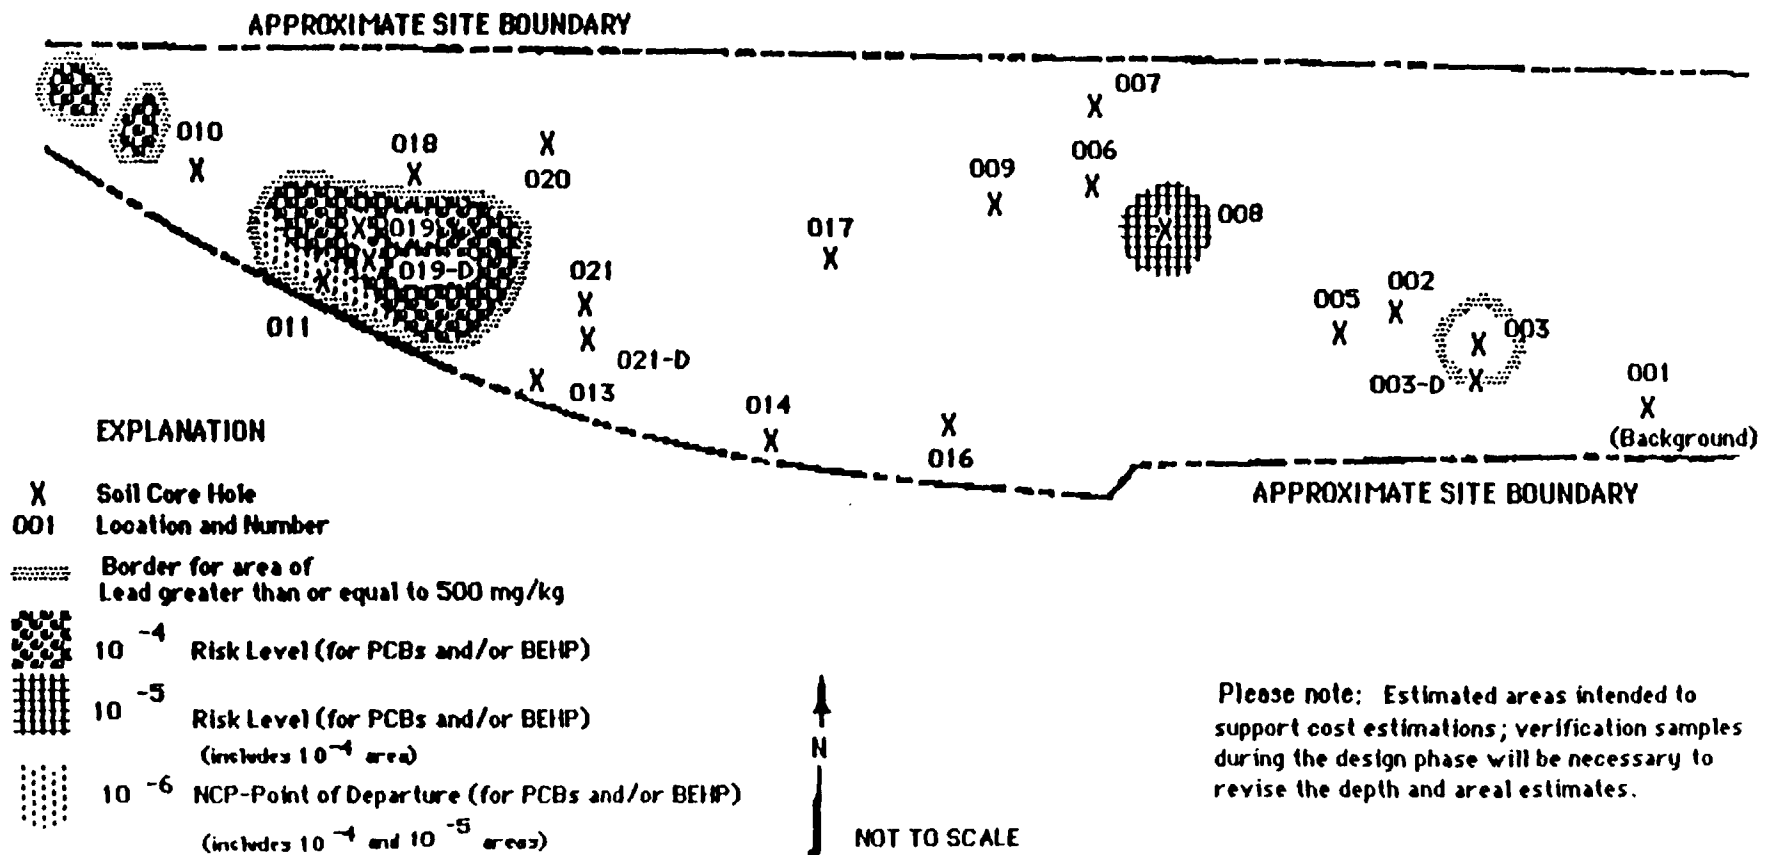 APPROXIMATE SITE BOUNDARY
007
010
018
020
006
009
008
019
017
019-D
021
002
005
003
011
021-D
003-D
001
013
014
(Background)
016
APPROXIMATE SITE BOUNDARY
EXPLANATION
X Soil Core Hole
001 Location and Number
Border for area of
Lead greater than or equal to 500 mg/kg
10 -4 Risk Level (for PCBs and/or BEHP)
10 -5 Risk Level (for PCBs and/or BEHP)
(includes 10 -4 area)
10 -6 NCP-Point of Departure (for PCBs and/or BEHP)
(includes 10 -4 and 10 -5 areas)
N
NOT TO SCALE
Please note: Estimated areas intended to
support cost estimations; verification samples
during the design phase will be necessary to
revise the depth and areal estimates.